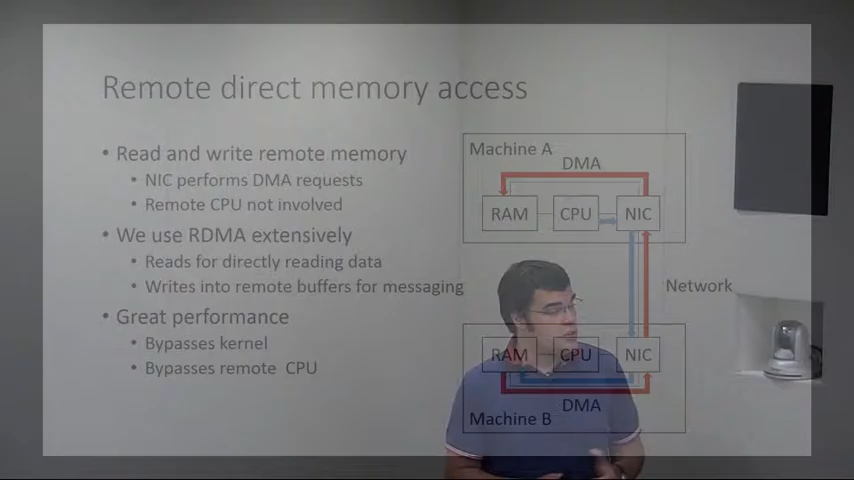 Remote direct memory access
• Read and write remote memory
• NIC performs DMA requests
• Remote CPU not involved
• We use RDMA extensively
• Reads for directly reading data
• Writes into remote buffers for messaging
• Great performance
• Bypasses kernel
• Bypasses remote CPU
Machine A
DMA
RAM CPU NIC
Network
RAM CPU NIC
DMA
Machine B